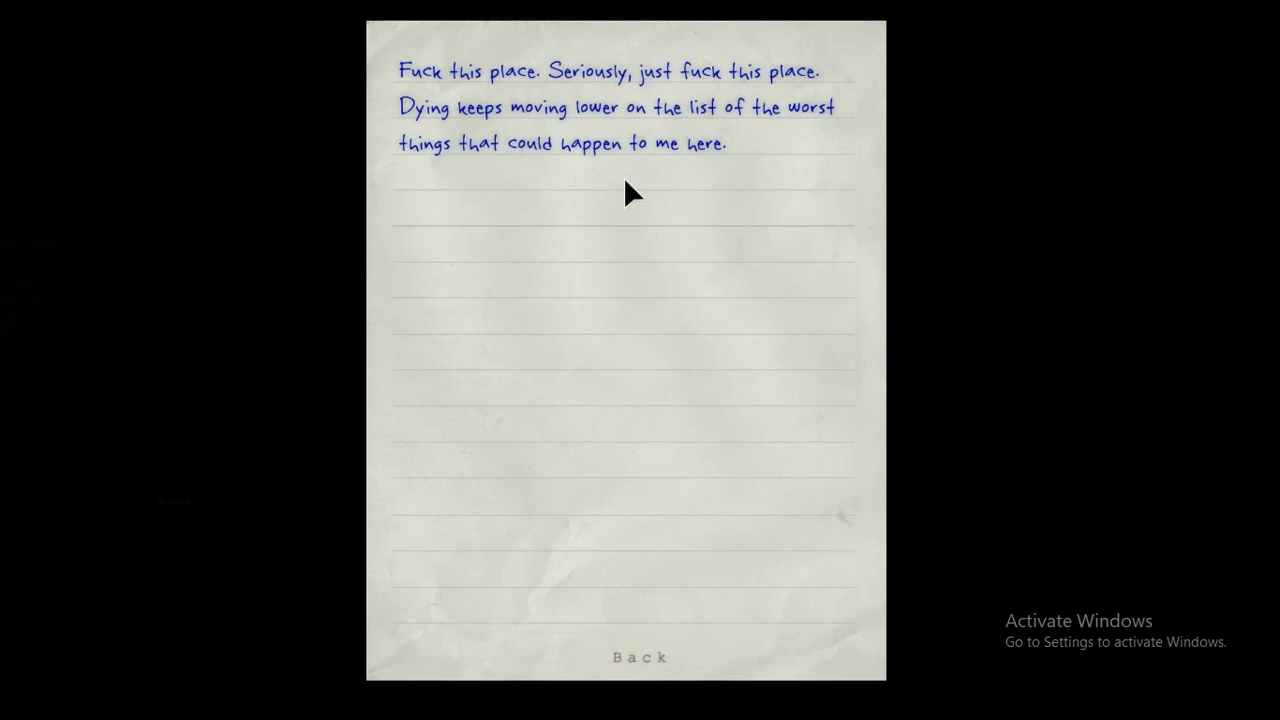 Fuck this place. Seriously, just fuck this place.
Dying keeps moving lower on the list of the worst
things that could happen to me here.
Back
Activate Windows
Go to Settings to activate Windows.